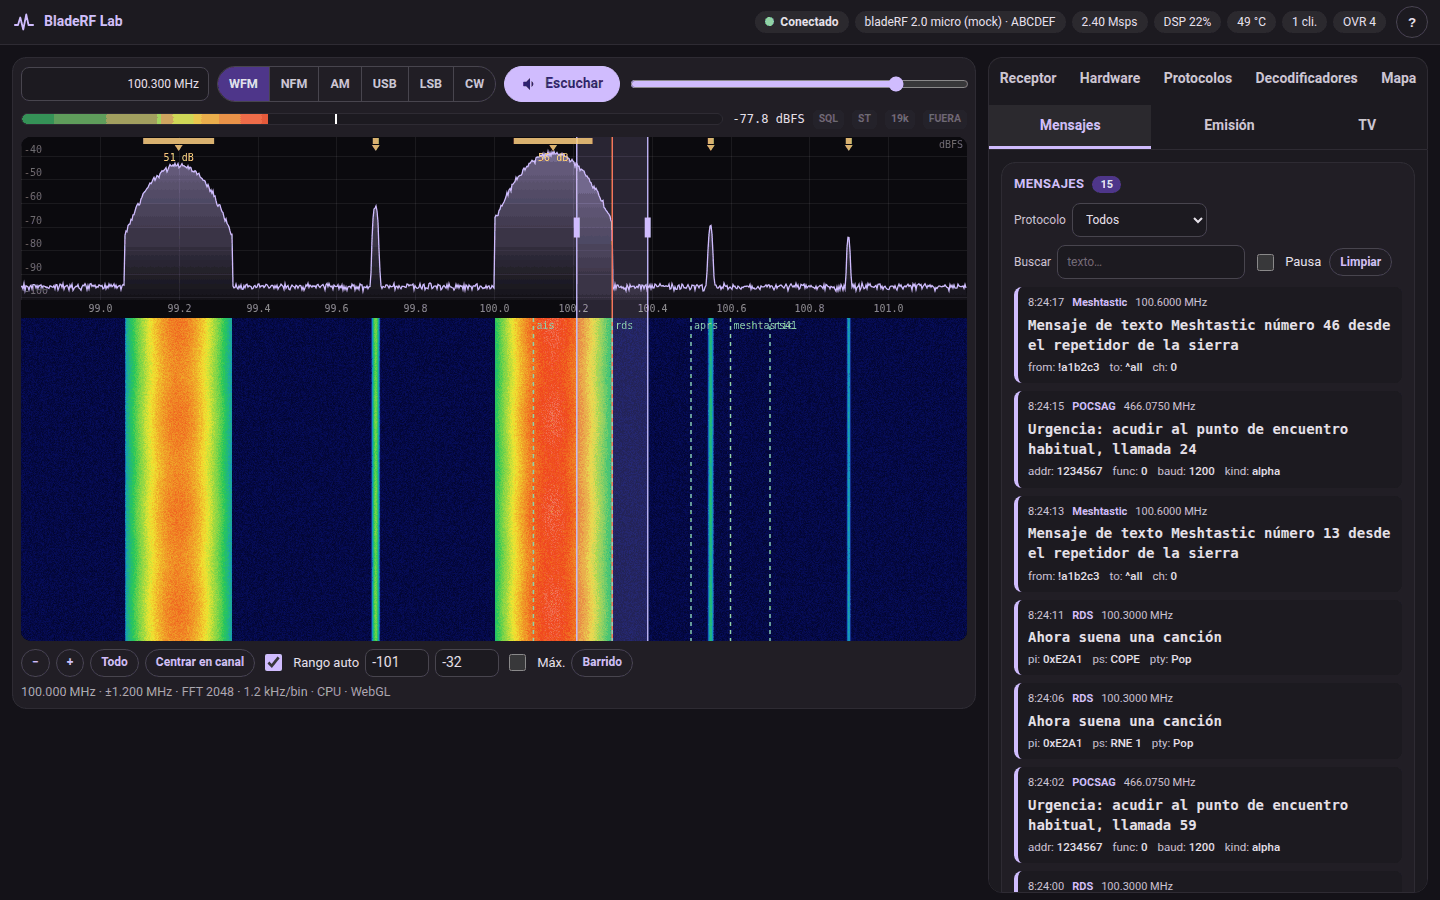 BladeRF Lab
Conectado
bladeRF 2.0 micro (mock) · ABCDEF
2.40 Msps
DSP 22%
49 °C
1 cli.
OVR 4
?
100.300 MHz
WFM
NFM
AM
USB
LSB
CW
Escuchar
-77.8 dBFS
SQL
ST
19k
FUERA
dBFS
51 dB
-40
-50
-60
-70
-80
-90
-100
99.0
99.2
99.4
99.6
99.8
100.0
100.2
100.4
100.6
100.8
101.0
ais
rds
aprs
− + Todo Centrar en canal Rango auto -101 -32 Máx. Barrido
100.000 MHz · ±1.200 MHz · FFT 2048 · 1.2 kHz/bin · CPU · WebGL
Receptor Hardware Protocolos Decodificadores Mapa
Mensajes Emisión TV
MENSAJES 15
Protocolo Todos
Buscar texto... Pausa Limpiar
8:24:17 Meshtastic 100.6000 MHz
Mensaje de texto Meshtastic número 46 desde
el repetidor de la sierra
from: !a1b2c3 to: ^all ch: 0
8:24:15 POCSAG 466.0750 MHz
Urgencia: acudir al punto de encuentro
habitual, llamada 24
addr: 1234567 func: 0 baud: 1200 kind: alpha
8:24:13 Meshtastic 100.6000 MHz
Mensaje de texto Meshtastic número 13 desde
el repetidor de la sierra
from: !a1b2c3 to: ^all ch: 0
8:24:11 RDS 100.3000 MHz
Ahora suena una canción
pi: 0xE2A1 ps: COPE pty: Pop
8:24:06 RDS 100.3000 MHz
Ahora suena una canción
pi: 0xE2A1 ps: RNE 1 pty: Pop
8:24:02 POCSAG 466.0750 MHz
Urgencia: acudir al punto de encuentro
habitual, llamada 59
addr: 1234567 func: 0 baud: 1200 kind: alpha
8:24:00 RDS 100.3000 MHz